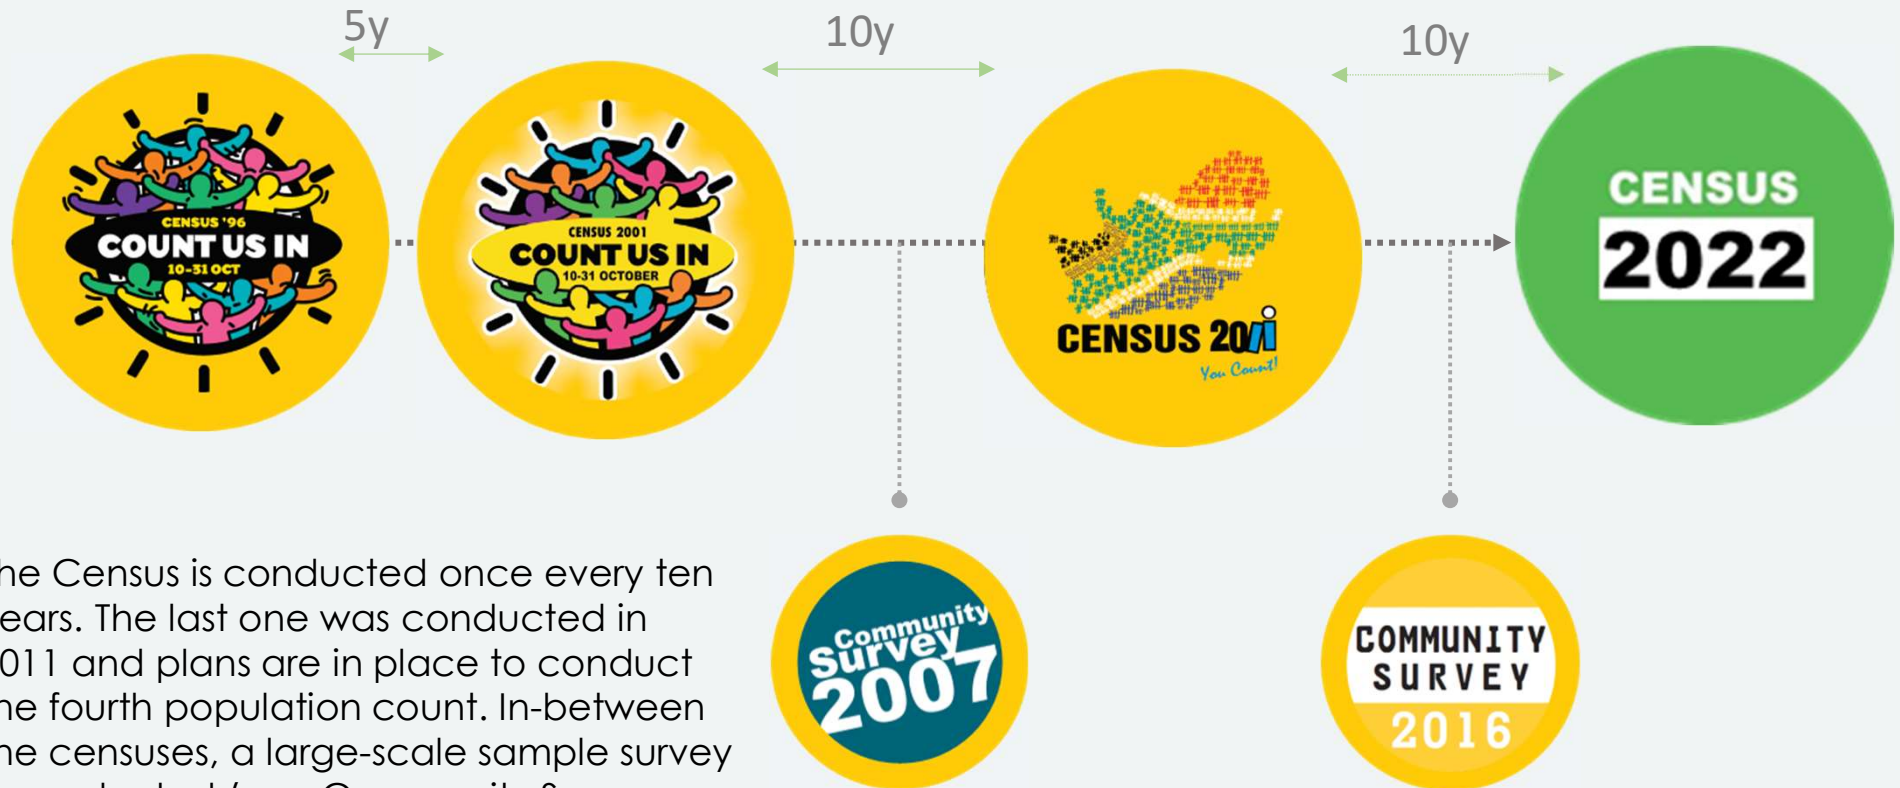 5y
10y
10y
CENSUS '96
COUNT US IN
10-31 OCT
CENSUS 2001
COUNT US IN
10-31 OCTOBER
CENSUS 2011
You Count!
CENSUS
2022
he Census is conducted once every ten
ears. The last one was conducted in
011 and plans are in place to conduct
he fourth population count. In-between
he censuses, a large-scale sample survey
Community
Survey
2007
COMMUNITY
SURVEY
2016